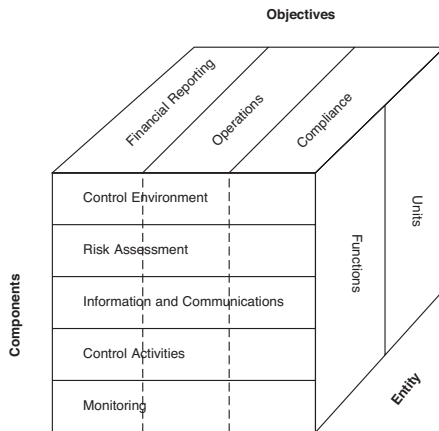 Objectives
Financial Reporting
Operations
Compliance
Control Environment
Risk Assessment
Information and Communications
Control Activities
Monitoring
Components
Functions
Units
Entity